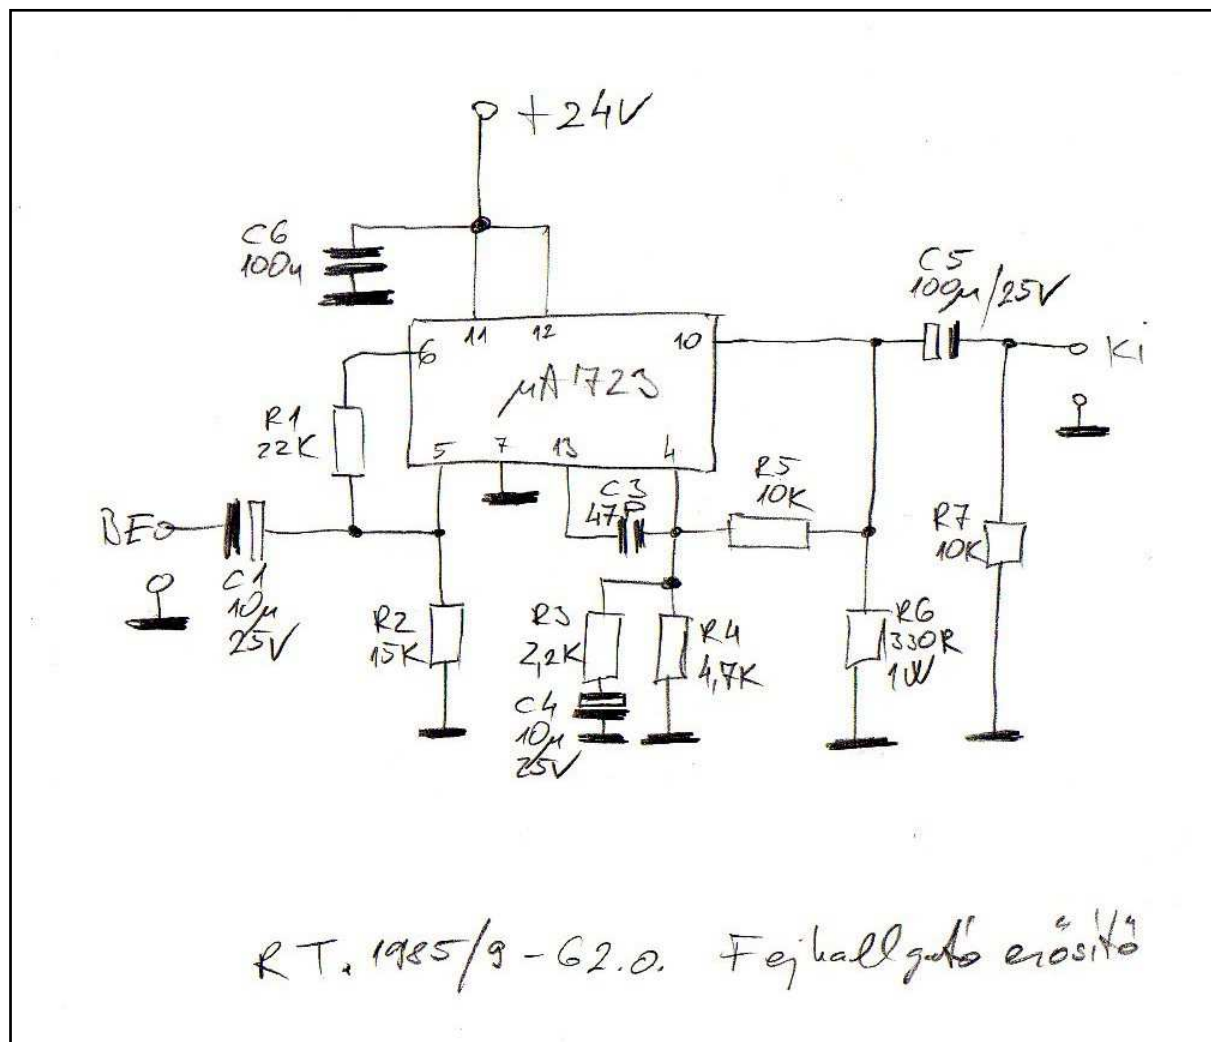 +24V
C6
100u
C5
100µ/25V
11
12
6
10
Ki
µA723
R1
22K
5
7
13
4
C3
47P
R5
10K
BE
R7
10K
C1
10µ
25V
R2
15K
R3
2,2K
R4
4,7K
R6
330R
1W
C4
10µ
25V
RT. 1985/9-62.o. Fejhallgató erősítő